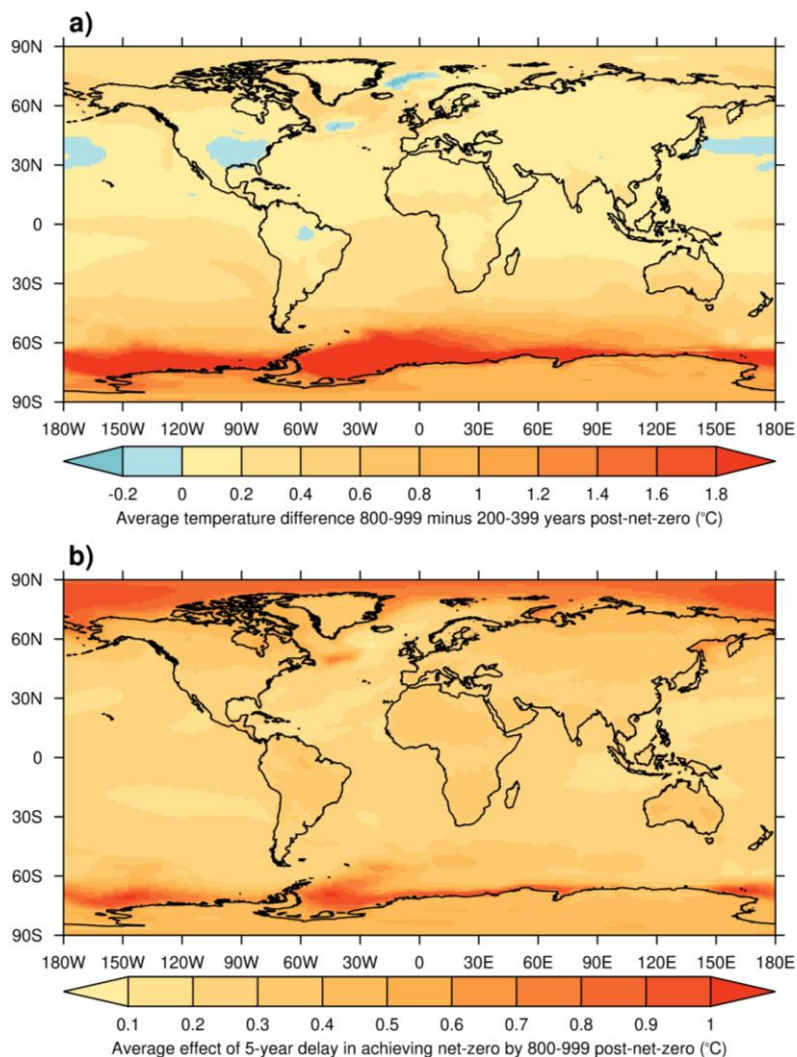 a)
90N
60N
30N
0
30S
60S
90S
180W 150W 120W 90W 60W 30W 0 30E 60E 90E 120E 150E 180E
-0.2 0 0.2 0.4 0.6 0.8 1 1.2 1.4 1.6 1.8
Average temperature difference 800-999 minus 200-399 years post-net-zero (°C)
b)
90N
60N
30N
0
30S
60S
90S
180W 150W 120W 90W 60W 30W 0 30E 60E 90E 120E 150E 180E
0.1 0.2 0.3 0.4 0.5 0.6 0.7 0.8 0.9 1
Average effect of 5-year delay in achieving net-zero by 800-999 post-net-zero (°C)